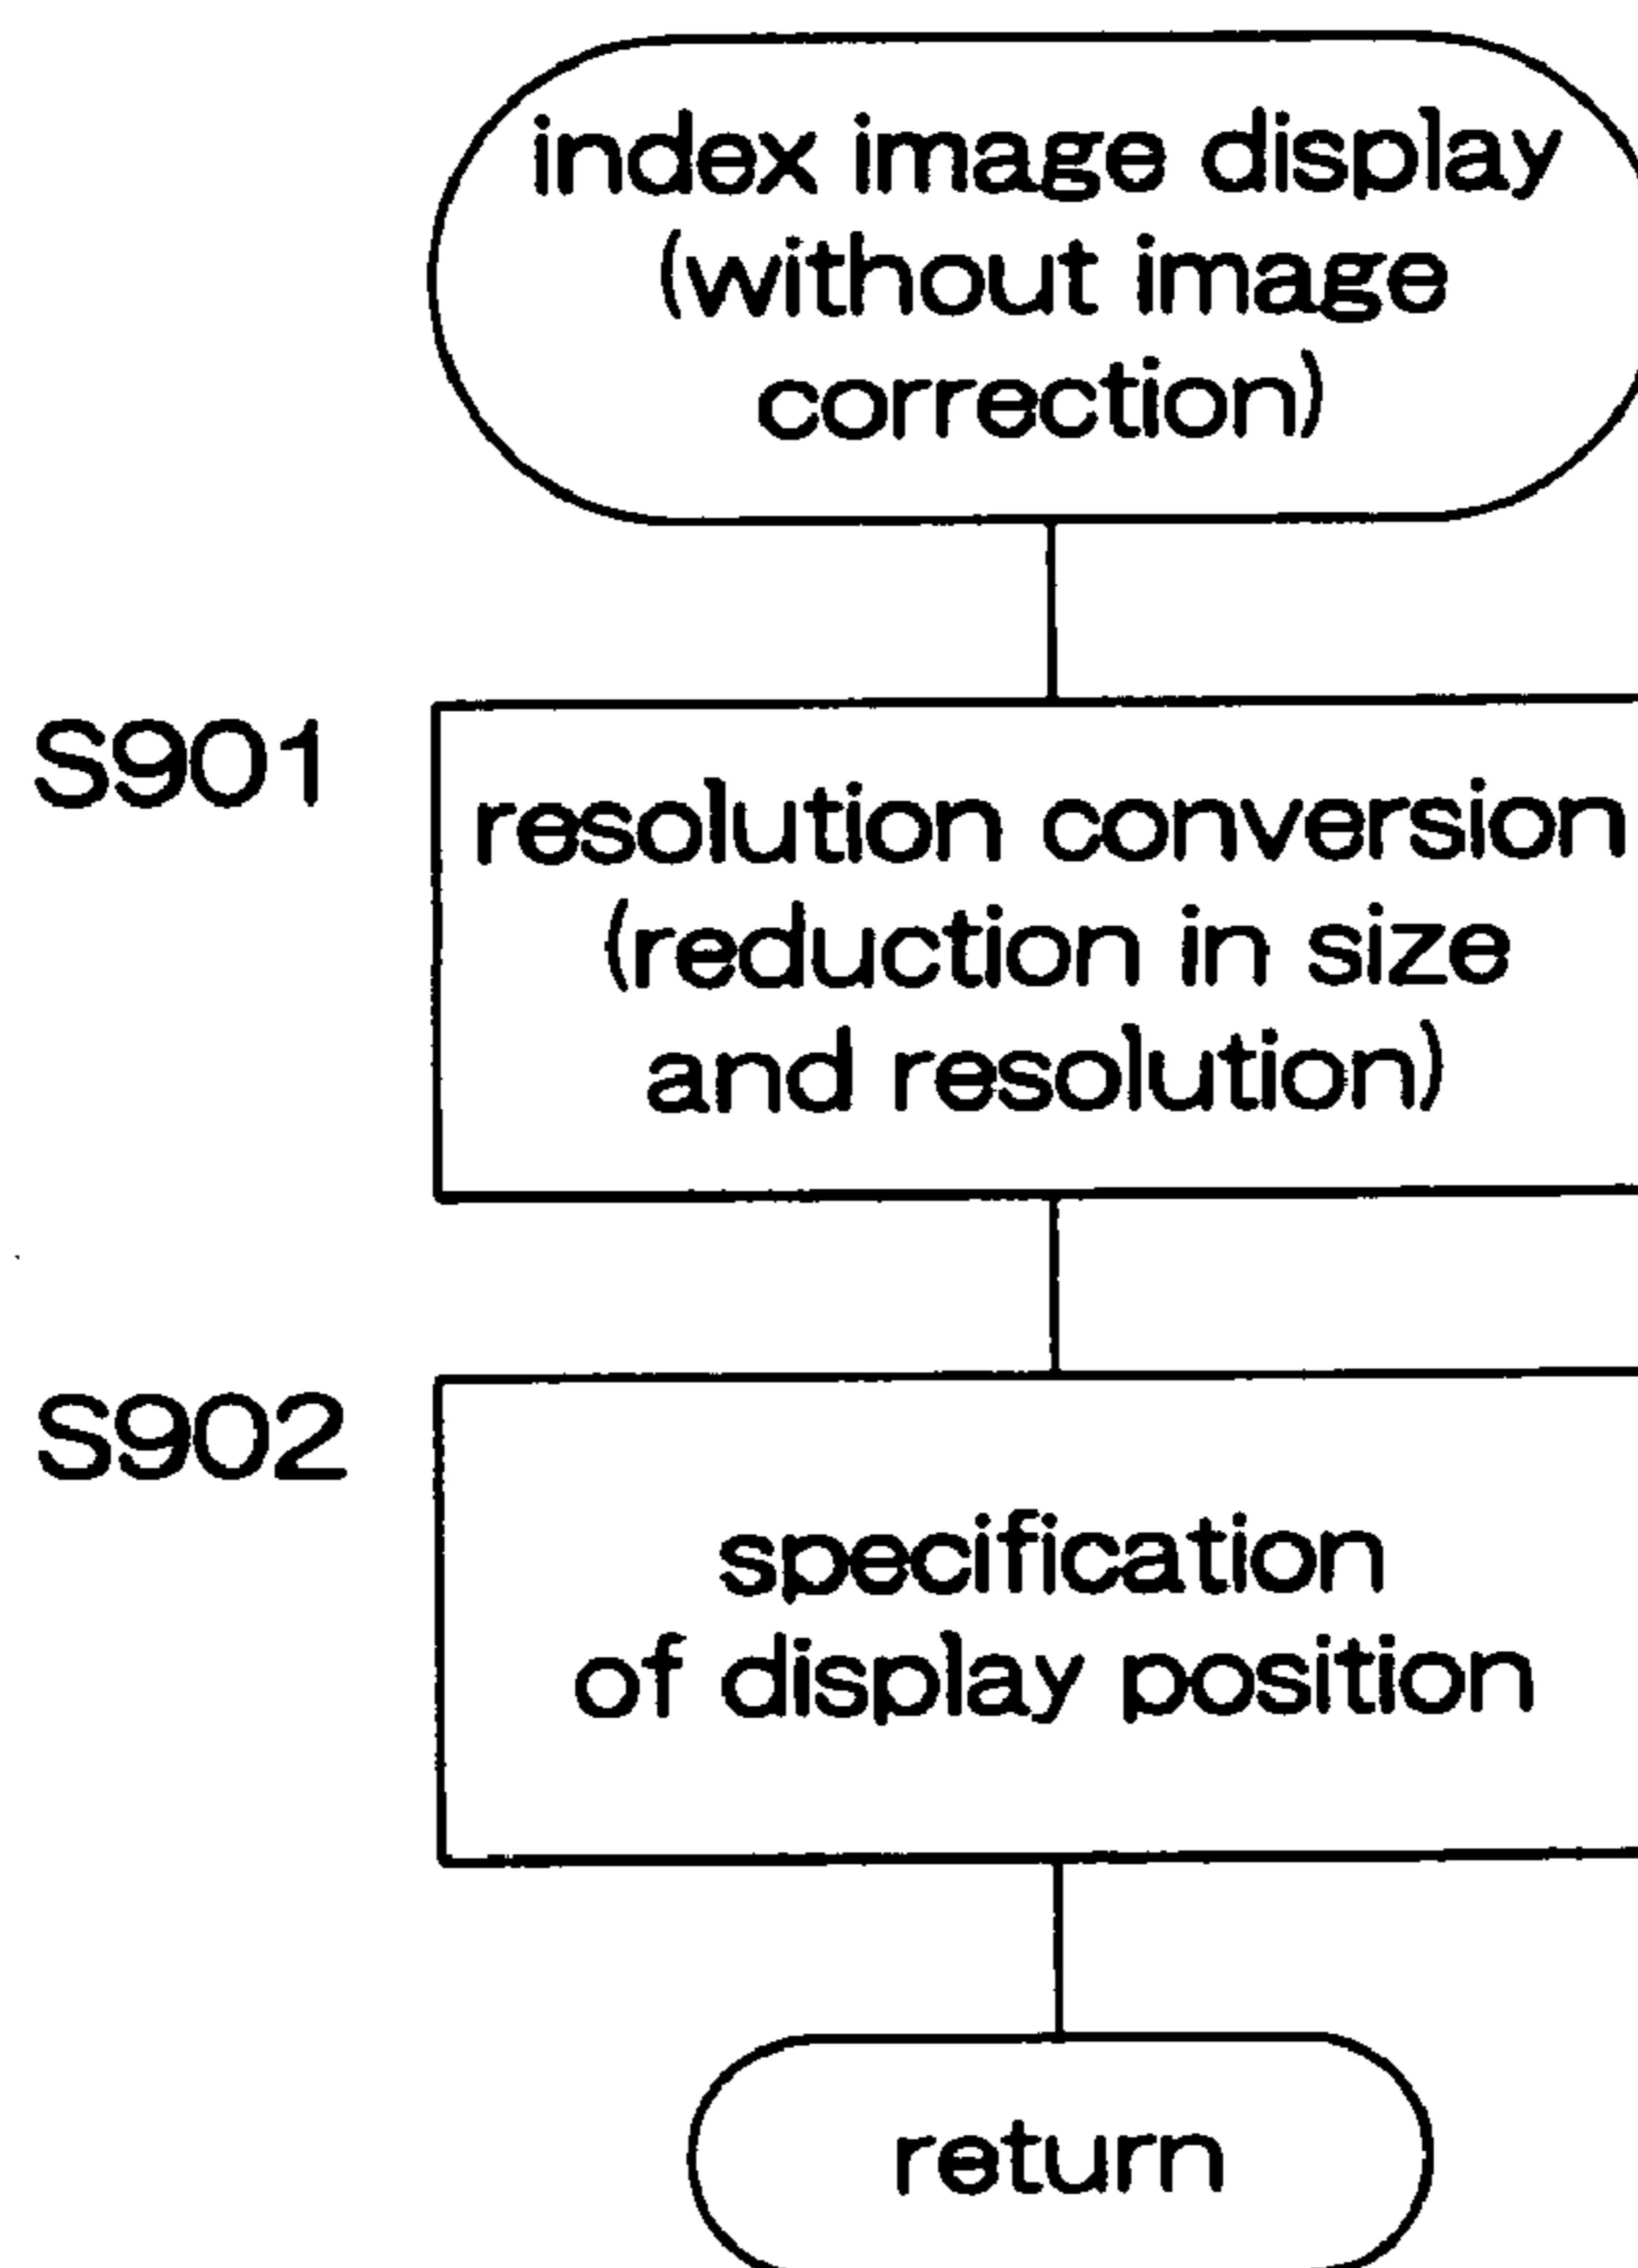 index image display
(without image
correction)
S901
resolution conversion
(reduction in size
and resolution)
S902
specification
of display position
return